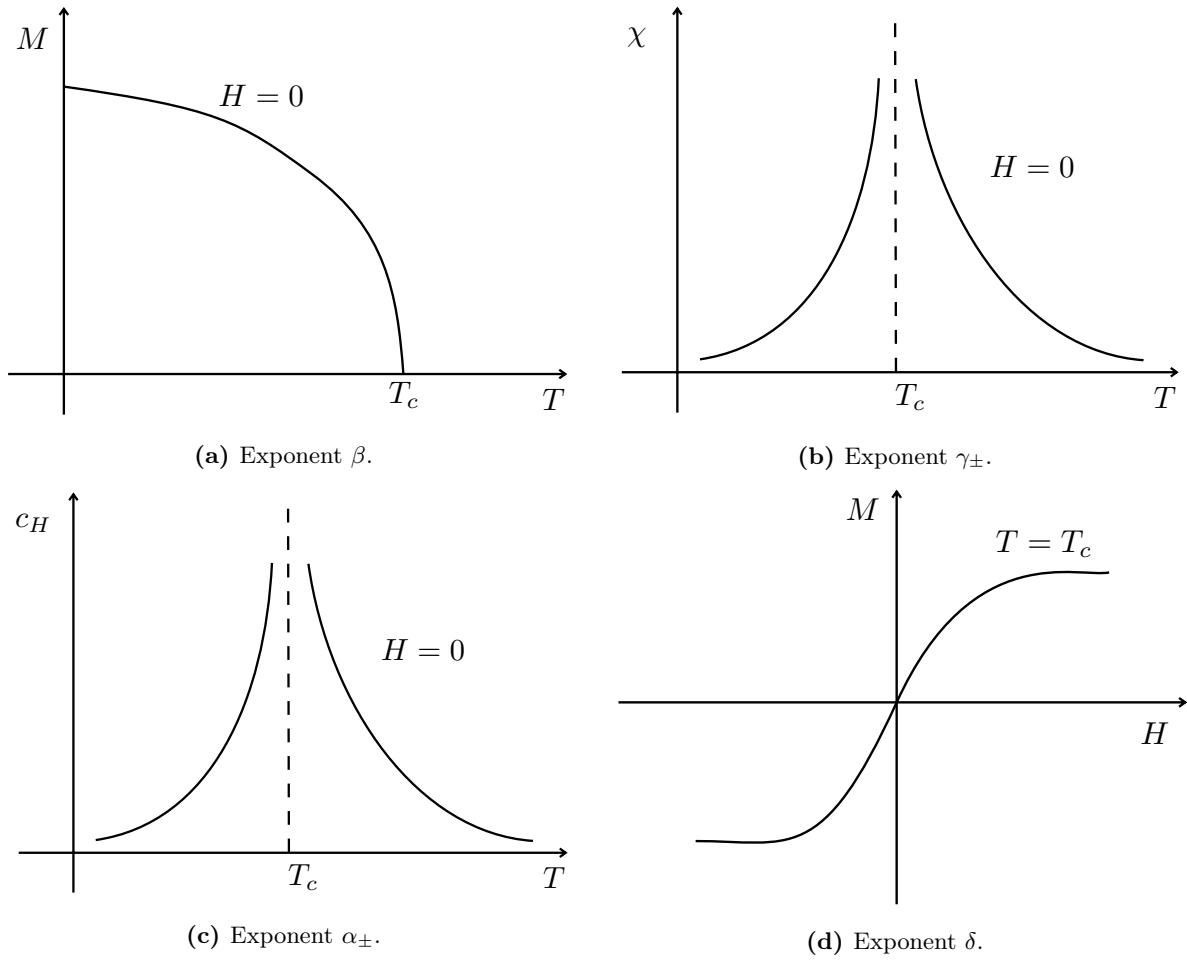 M
H = 0
T_c
T
(a) Exponent β.
χ
H = 0
T_c
T
(b) Exponent γ±.
c_H
H = 0
T_c
T
(c) Exponent α±.
M
T = T_c
H
(d) Exponent δ.